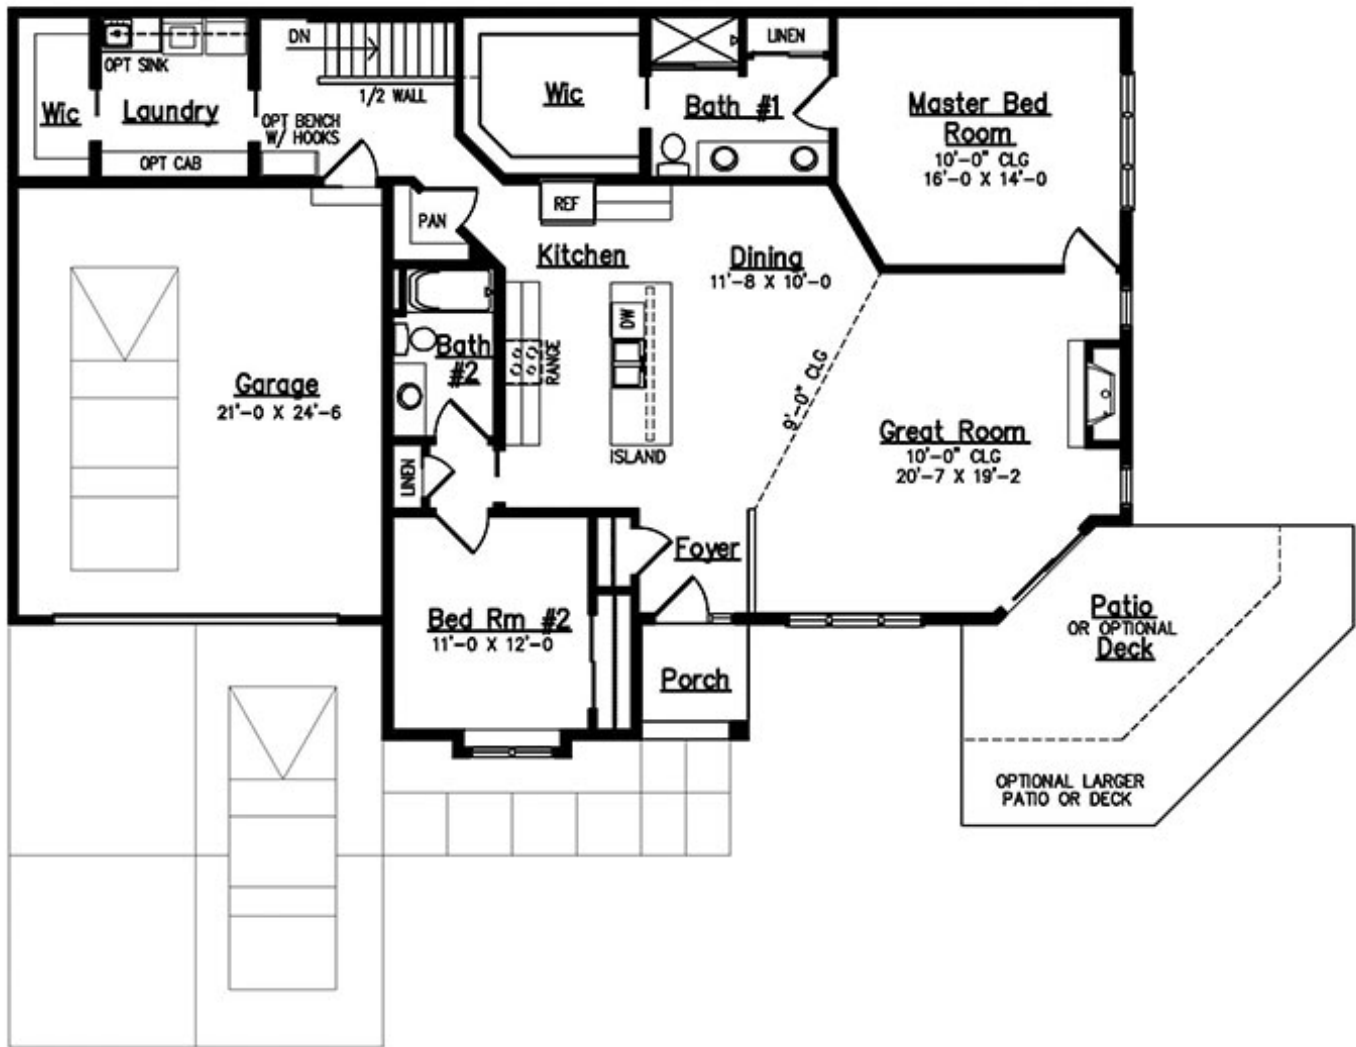 DN
OPT SINK
Wic
Laundry
OPT CAB
OPT BENCH
W/ HOOKS
1/2 WALL
Wic
LINEN
Bath #1
Master Bed
Room
10'-0" CLG
16'-0 X 14'-0
PAN
REF
Kitchen
Dining
11'-8 X 10'-0
DW
RANGE
ISLAND
Bath
#2
LINEN
Garage
21'-0 X 24'-6
9'-0" CLG
Great Room
10'-0" CLG
20'-7 X 19'-2
Foyer
Bed Rm #2
11'-0 X 12'-0
Porch
Patio
OR OPTIONAL
Deck
OPTIONAL LARGER
PATIO OR DECK